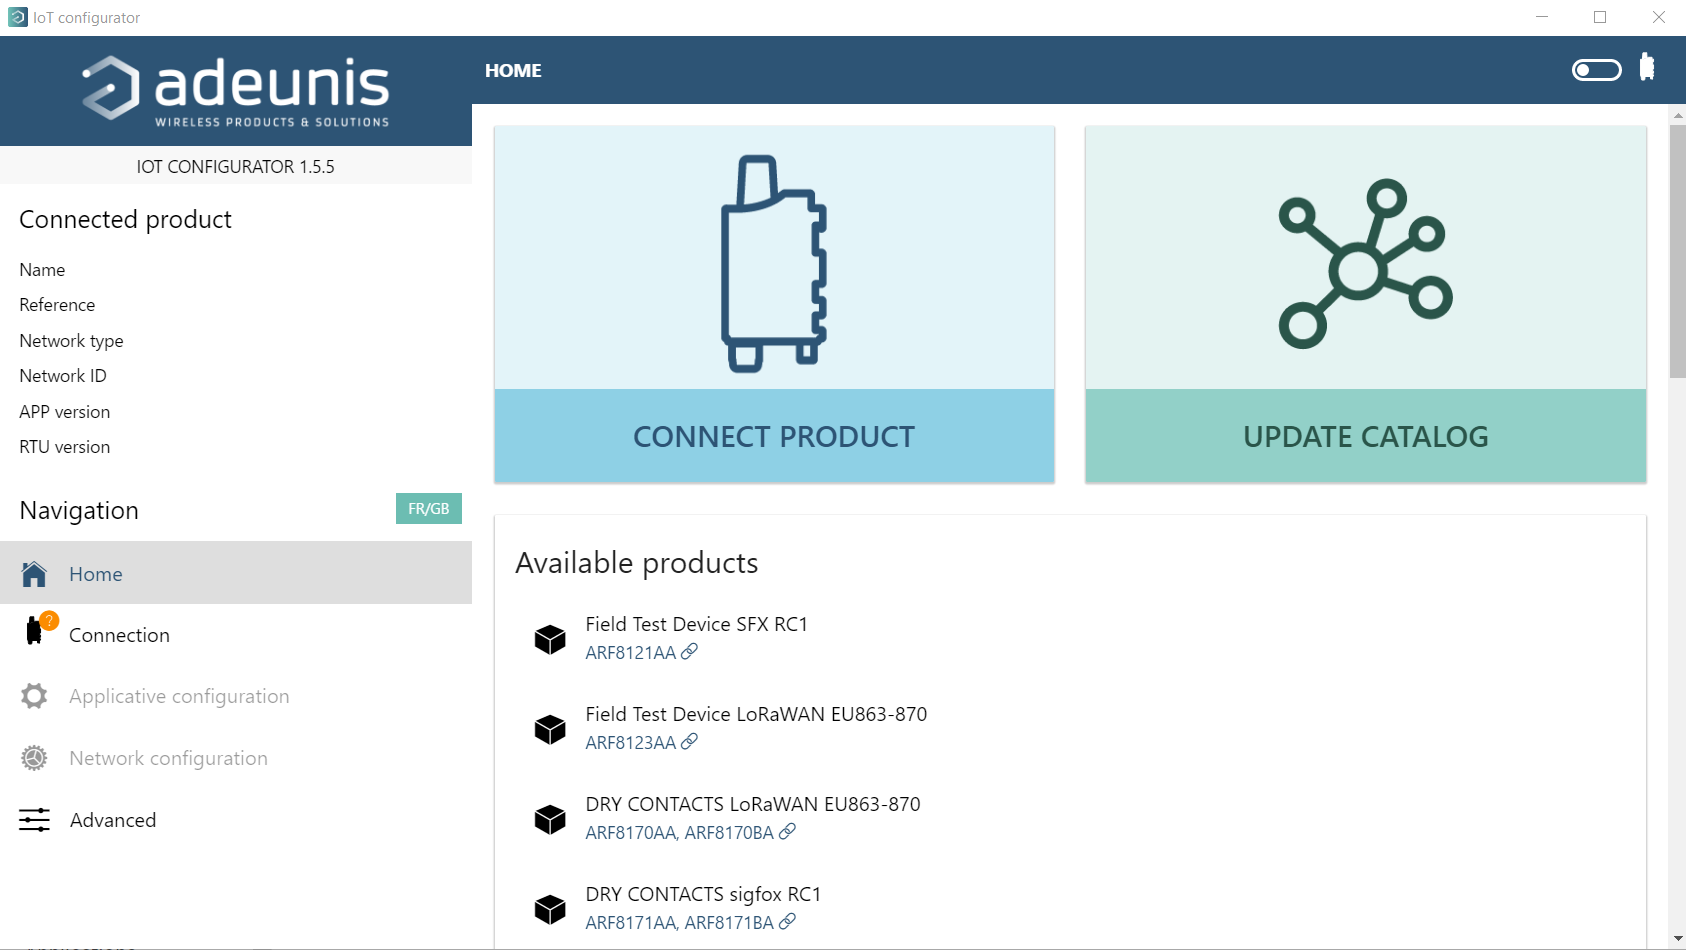 IoT configurator
adeunis
WIRELESS PRODUCTS & SOLUTIONS
IOT CONFIGURATOR 1.5.5
Connected product
Name
Reference
Network type
Network ID
APP version
RTU version
Navigation
FR/GB
Home
?
Connection
Applicative configuration
Network configuration
Advanced
HOME
CONNECT PRODUCT
UPDATE CATALOG
Available products
Field Test Device SFX RC1
ARF8121AA
Field Test Device LoRaWAN EU863-870
ARF8123AA
DRY CONTACTS LoRaWAN EU863-870
ARF8170AA, ARF8170BA
DRY CONTACTS sigfox RC1
ARF8171AA, ARF8171BA